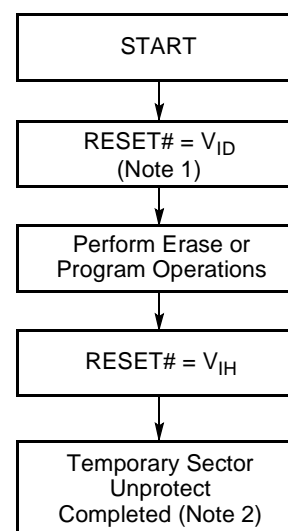 START
RESET# = VID
(Note 1)
Perform Erase or
Program Operations
RESET# = VIH
Temporary Sector
Unprotect
Completed (Note 2)